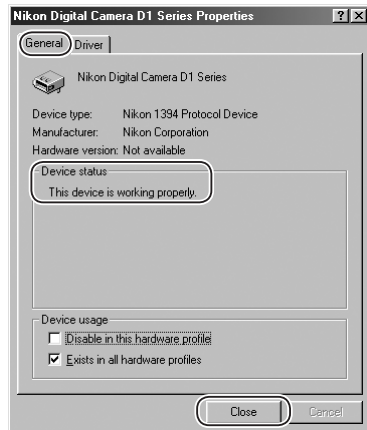 Nikon Digital Camera D1 Series Properties
General Driver
Nikon Digital Camera D1 Series
Device type: Nikon 1394 Protocol Device
Manufacturer: Nikon Corporation
Hardware version: Not available
Device status
This device is working properly.
Device usage
Disable in this hardware profile
Exists in all hardware profiles
Close Cancel